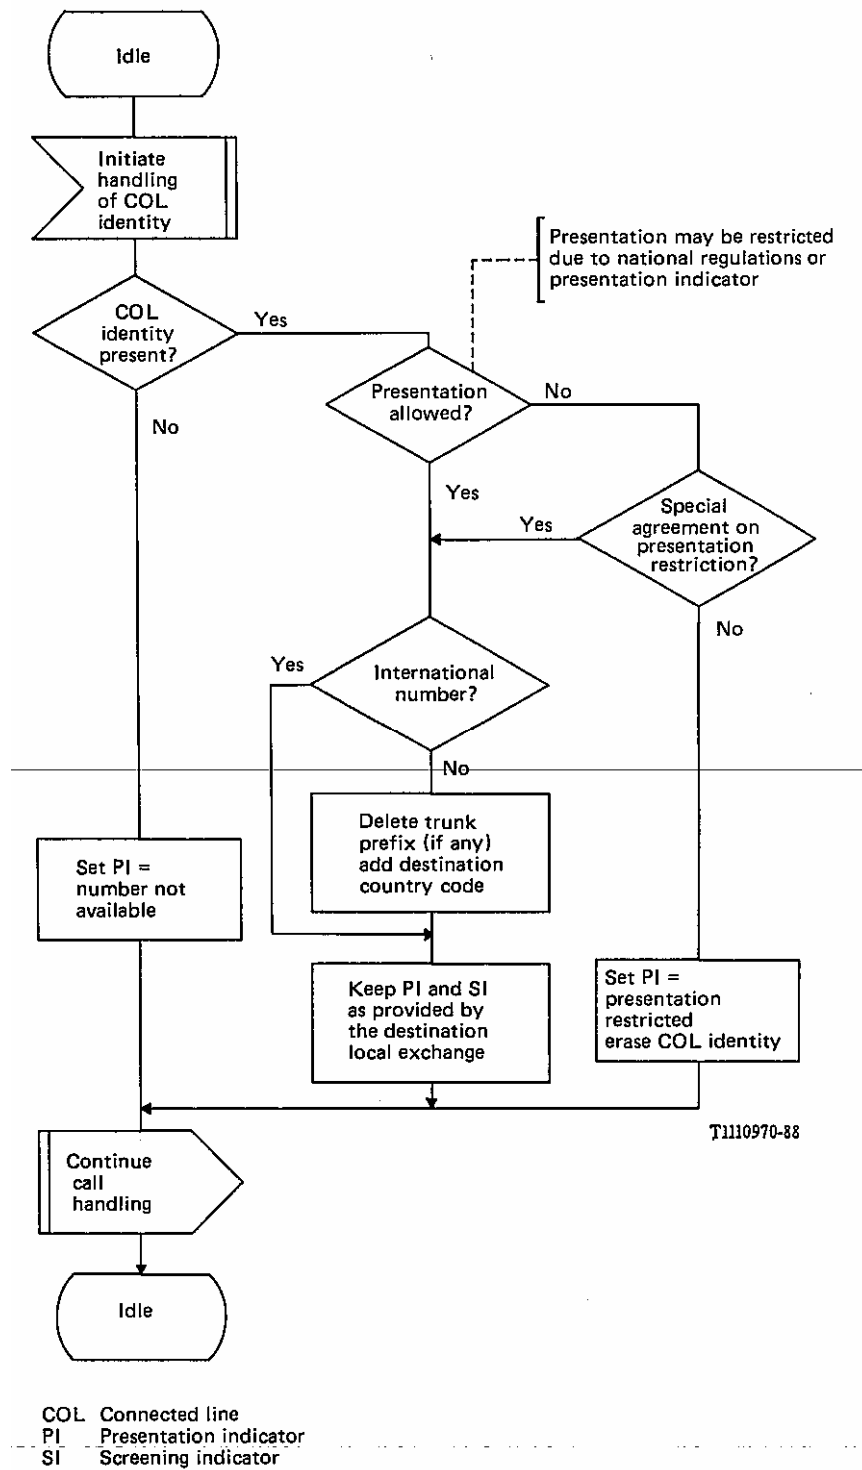 Idle
Initiate
handling
of COL
identity
Presentation may be restricted
due to national regulations or
presentation indicator
COL
identity
present?
Yes
No
Presentation
allowed?
No
Yes
Special
agreement on
presentation
restriction?
Yes
No
International
number?
Yes
No
Delete trunk
prefix (if any)
add destination
country code
Set PI =
number not
available
Keep PI and SI
as provided by
the destination
local exchange
Set PI =
presentation
restricted
erase COL identity
T1110970-88
Continue
call
handling
Idle
COL Connected line
PI Presentation indicator
SI Screening indicator